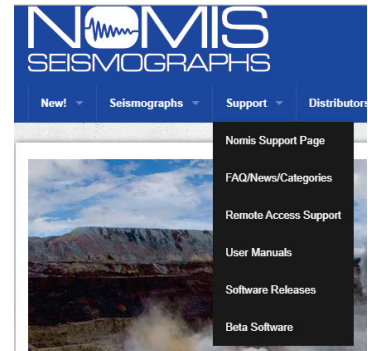 NOMIS
SEISMOGRAPHS
New! Seismographs Support Distributors
Nomis Support Page
FAQ/News/Categories
Remote Access Support
User Manuals
Software Releases
Beta Software